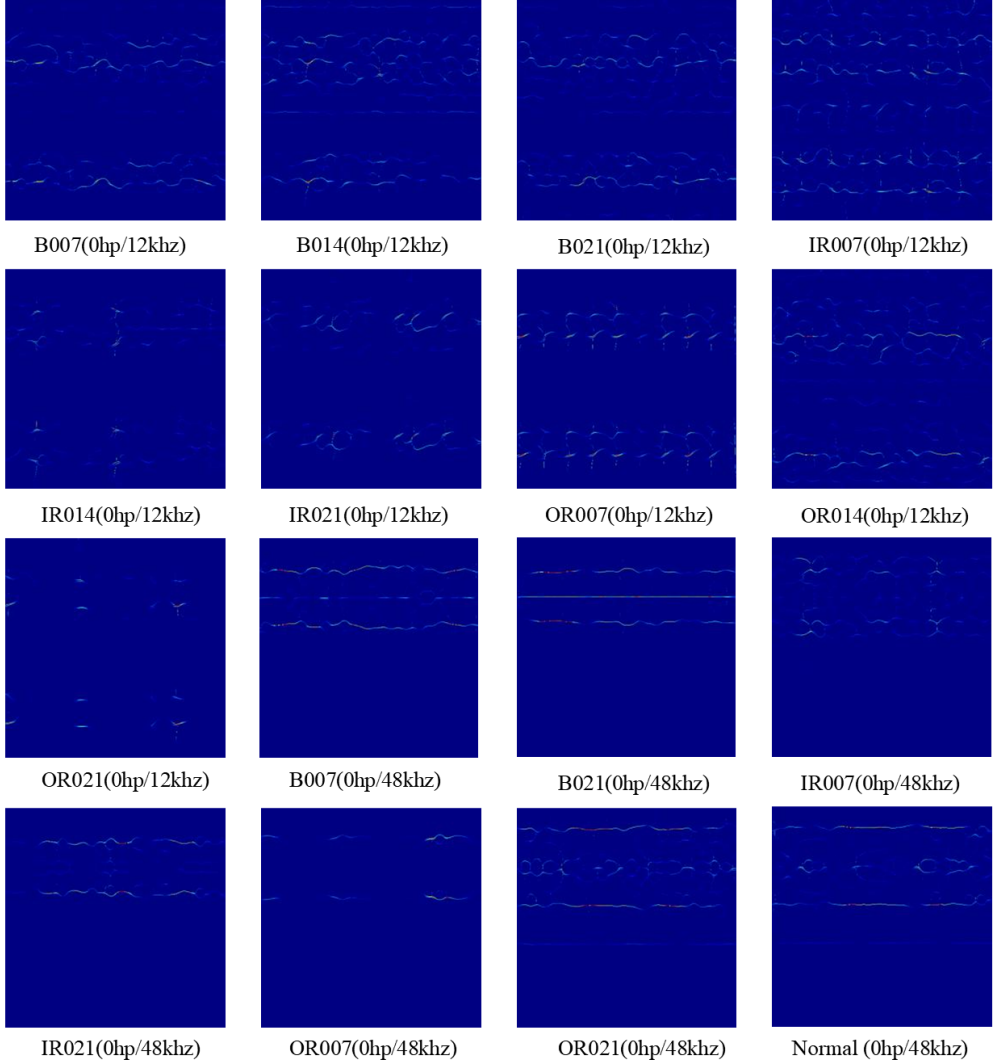 B007(0hp/12khz)
B014(0hp/12khz)
B021(0hp/12khz)
IR007(0hp/12khz)
IR014(0hp/12khz)
IR021(0hp/12khz)
OR007(0hp/12khz)
OR014(0hp/12khz)
OR021(0hp/12khz)
B007(0hp/48khz)
B021(0hp/48khz)
IR007(0hp/48khz)
IR021(0hp/48khz)
OR007(0hp/48khz)
OR021(0hp/48khz)
Normal (0hp/48khz)